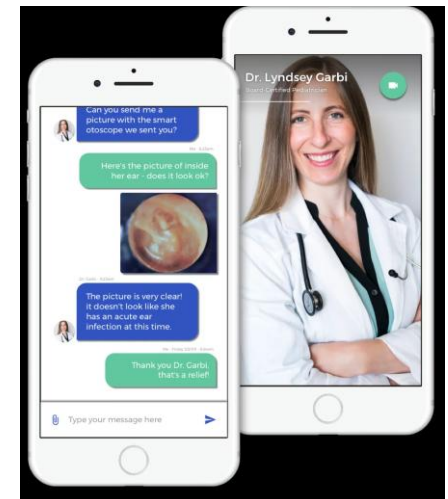 Can you send me a
picture with the smart
otoscope we sent you?
Here's the picture of inside
her ear - does it look ok?
The picture is very clear!
it doesn't look like she
has an acute ear
infection at this time.
Thank you Dr. Garbi,
that's a relief!
Type your message here
Dr. Lyndsey Garbi
Board Certified Pediatrician